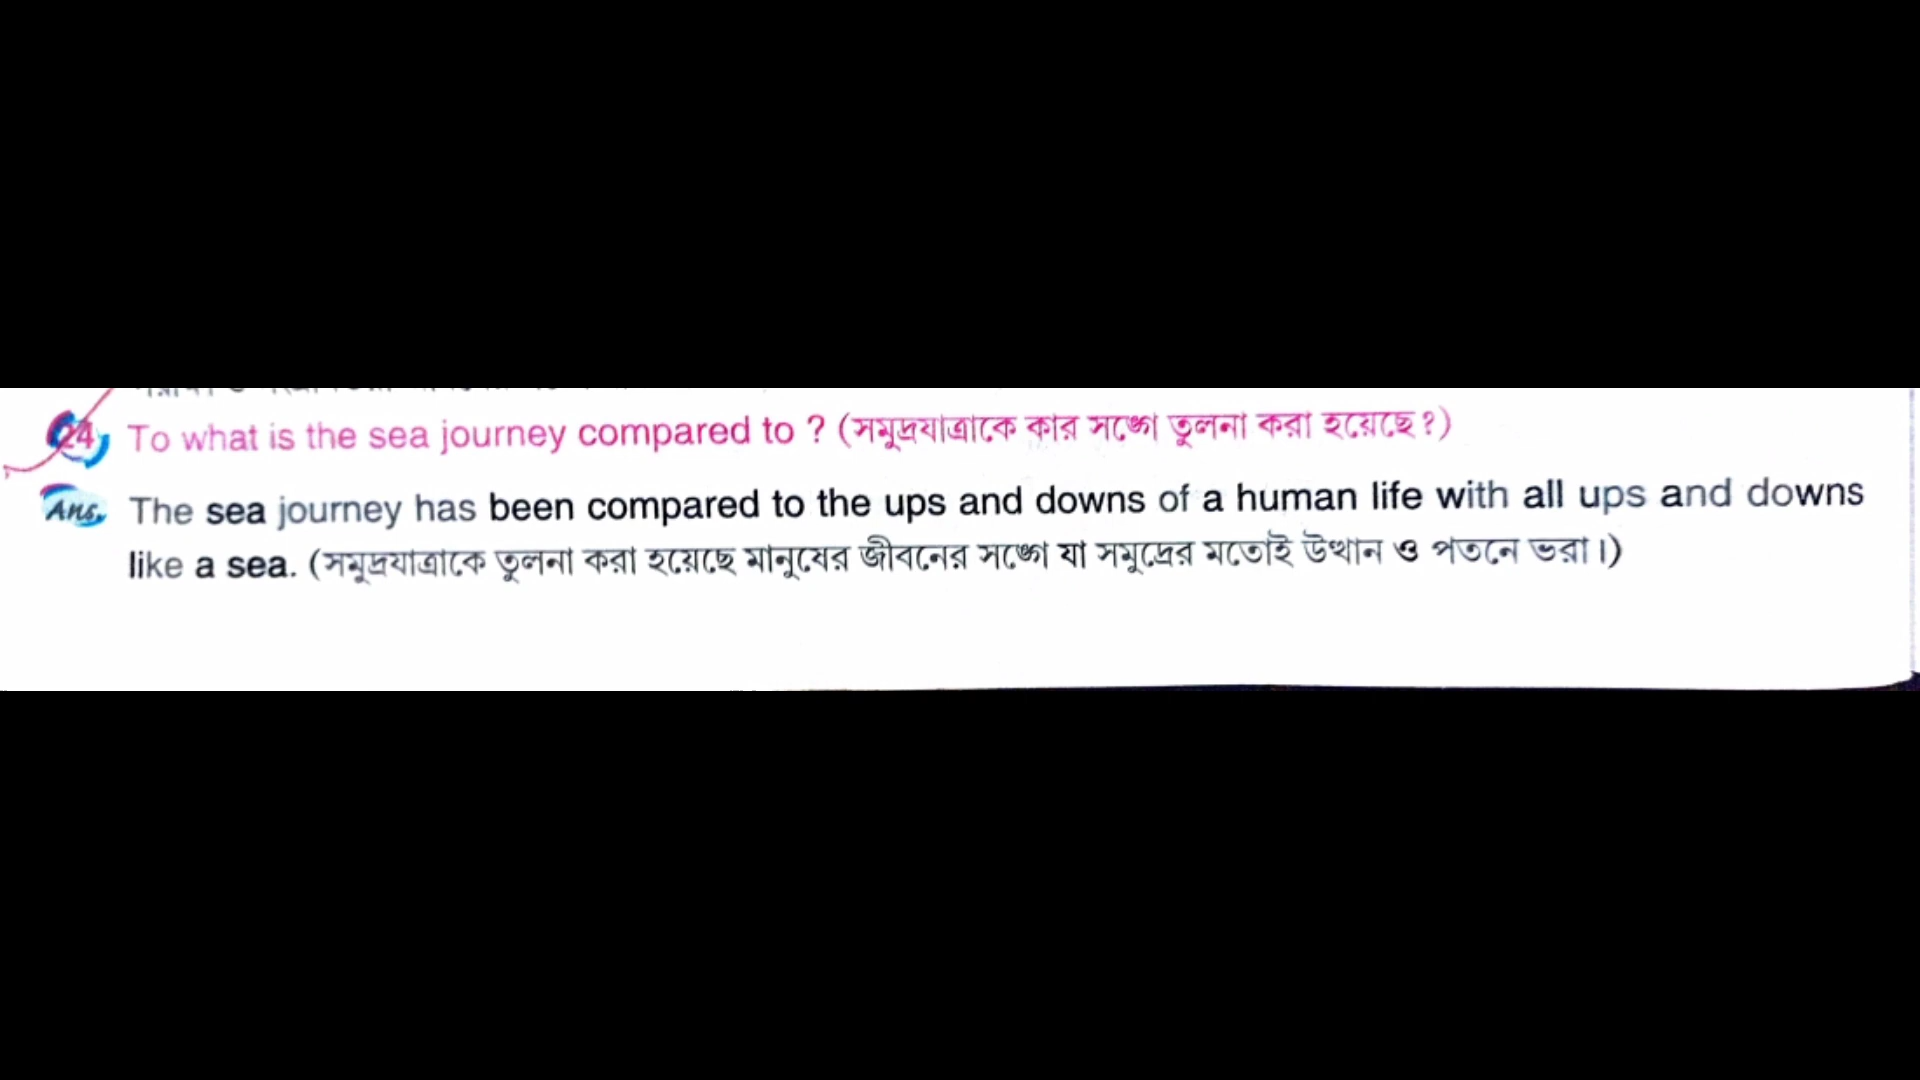 24. To what is the sea journey compared to ? (সমুদ্রযাত্রাকে কার সঙ্গে তুলনা করা হয়েছে?)
Ans. The sea journey has been compared to the ups and downs of a human life with all ups and downs
like a sea. (সমুদ্রযাত্রাকে তুলনা করা হয়েছে মানুষের জীবনের সঙ্গে যা সমুদ্রের মতোই উত্থান ও পতনে ভরা।)